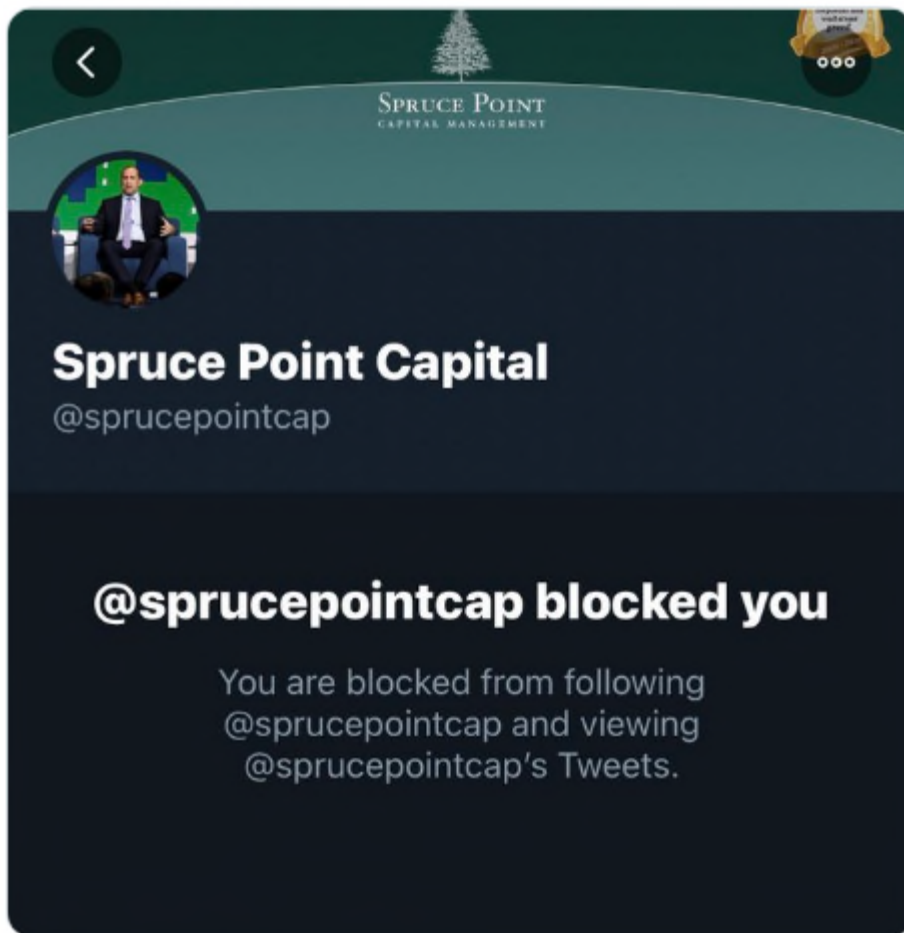 SPRUCE POINT
CAPITAL MANAGEMENT
Spruce Point Capital
@sprucepointcap
@sprucepointcap blocked you
You are blocked from following
@sprucepointcap and viewing
@sprucepointcap's Tweets.